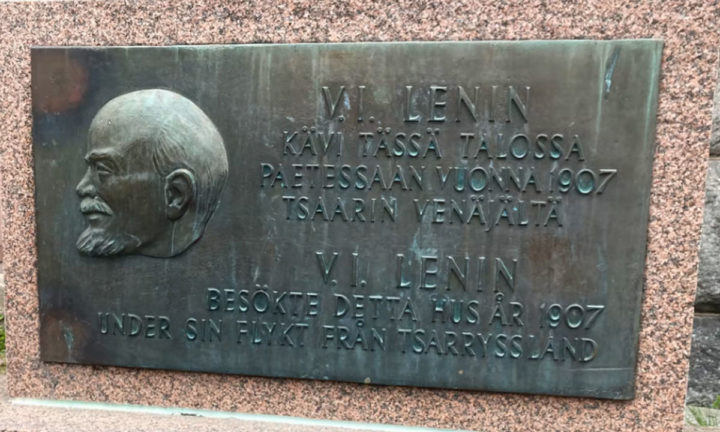 V. I. LENIN
KÄVI TÄSSÄ TALOSSA
PAETESSAAN VUONNA 1907
TSAARIN VENÄJÄLTÄ
V. I. LENIN
BESÖKTE DETTA HUS ÅR 1907
UNDER SIN FLYKT FRÅN TSARRYSSLAND